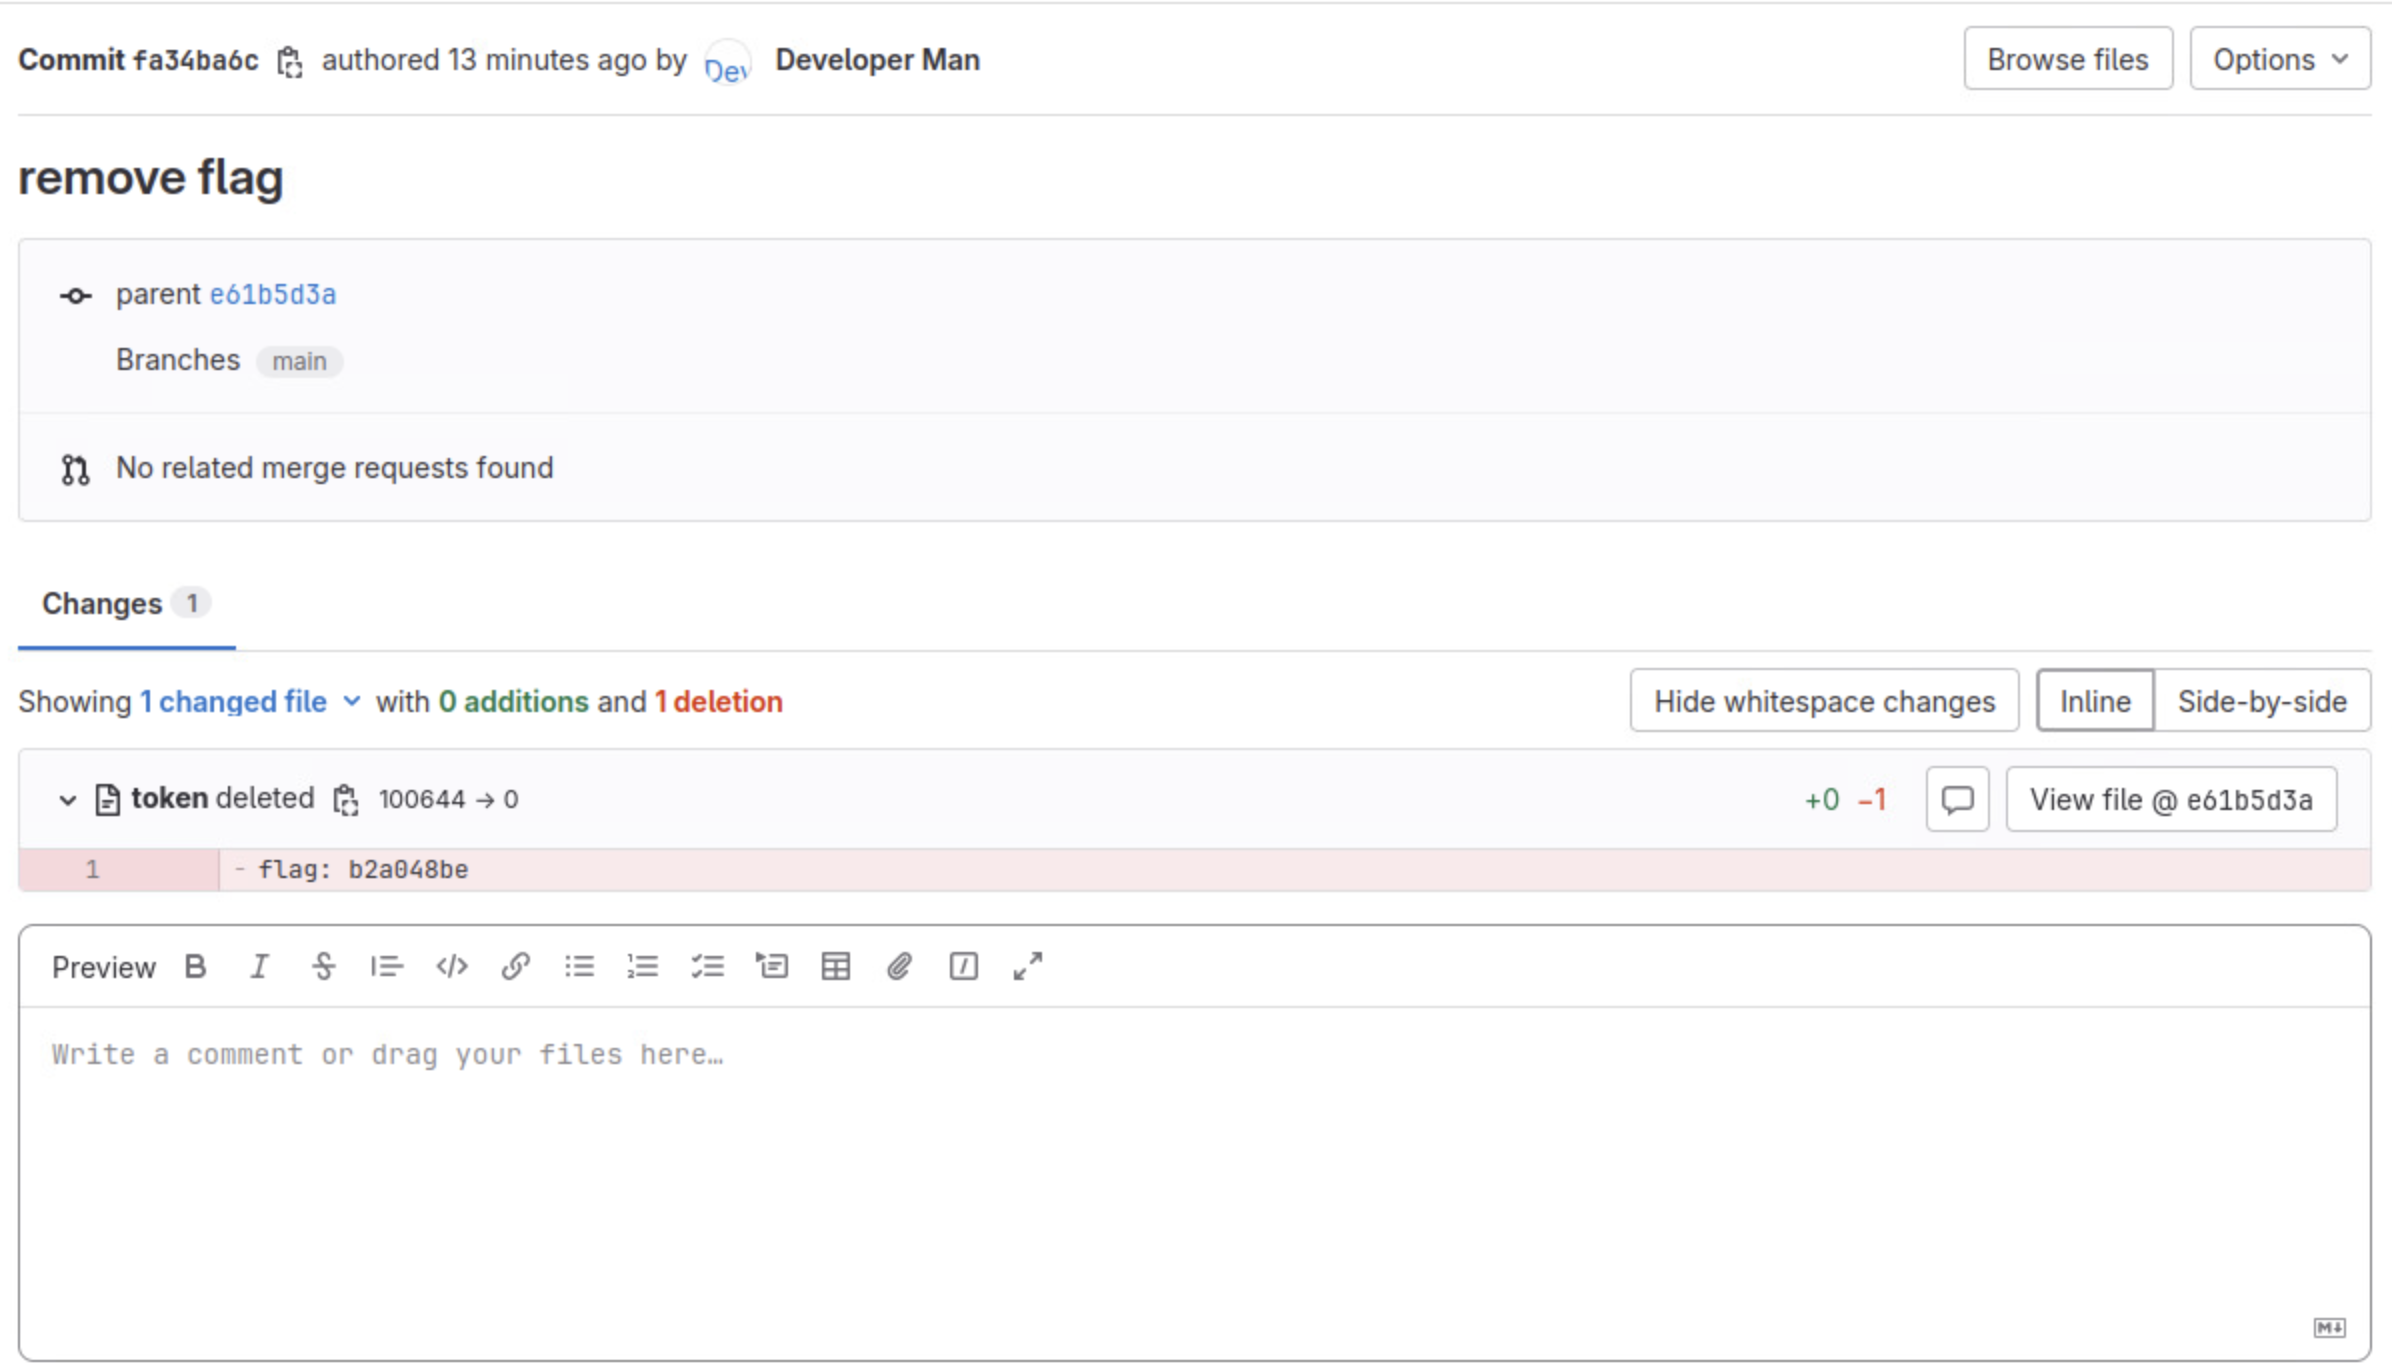 Commit fa34ba6c authored 13 minutes ago by Dev Developer Man Browse files Options
remove flag
parent e61b5d3a
Branches main
No related merge requests found
Changes 1
Showing 1 changed file with 0 additions and 1 deletion Hide whitespace changes Inline Side-by-side
token deleted 100644 → 0 +0 −1 View file @ e61b5d3a
1 - flag: b2a048be
Preview B I S
Write a comment or drag your files here…
M↓